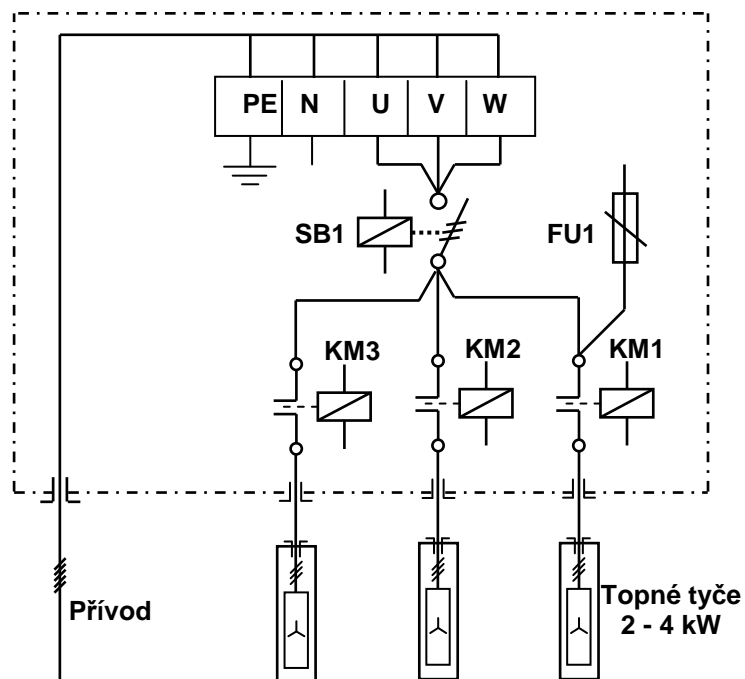 PE N U V W
SB1
FU1
KM3
KM2
KM1
Přívod
Topné tyče
2 - 4 kW